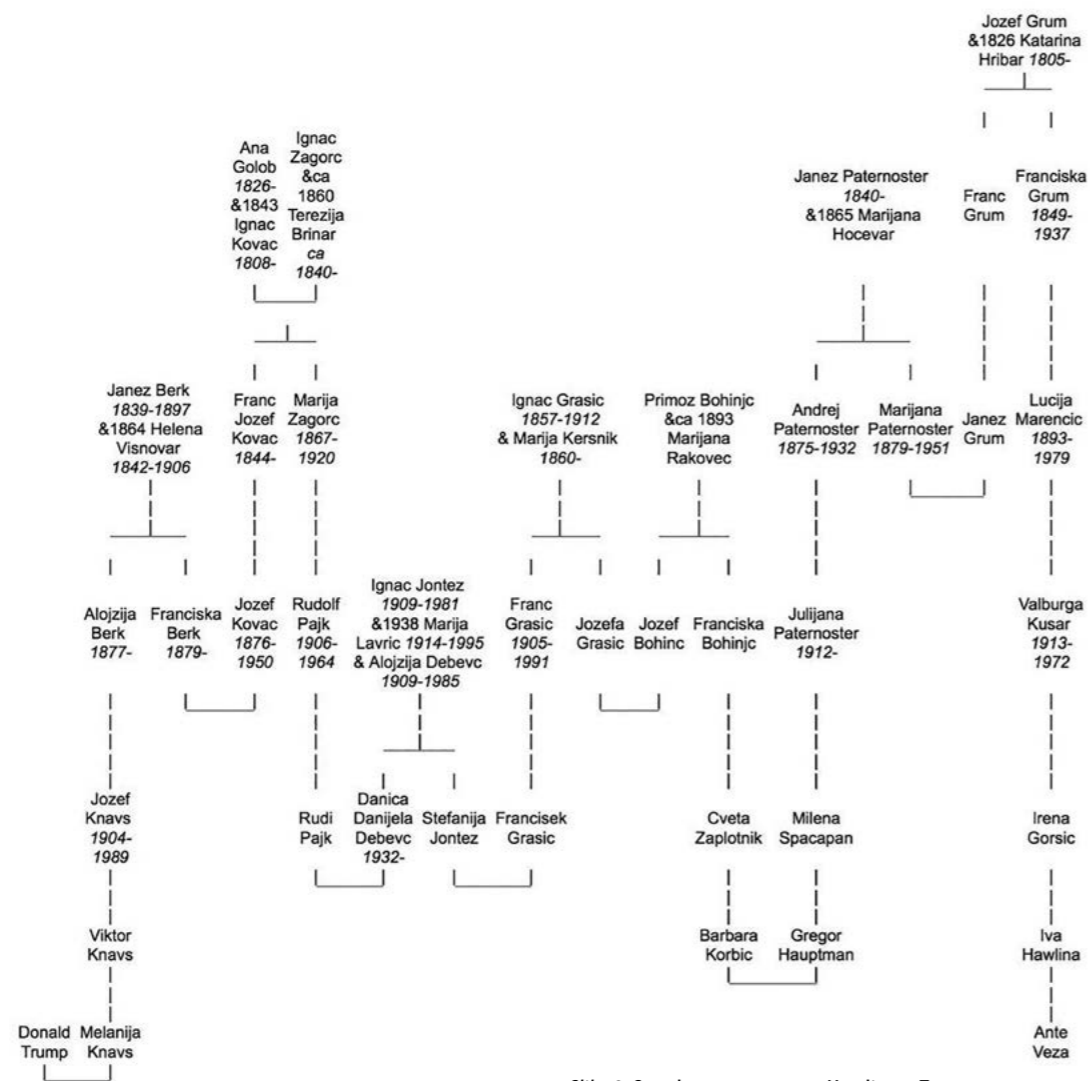 Jozef Grum
&1826 Katarina
Hribar 1805-
Ana
Golob
1826-
&1843
Ignac
Kovac
1808-
Ignac
Zagorc
&ca
1860
Terezija
Brinar
ca
1840-
Janez Paternoster
1840-
&1865 Marijana
Hocevar
Franc
Grum
Franciska
Grum
1849-
1937
Janez Berk
1839-1897
&1864 Helena
Visnovar
1842-1906
Franc
Jozef
Kovac
1844-
Marija
Zagorc
1867-
1920
Ignac Grasic
1857-1912
& Marija Kersnik
1860-
Primoz Bohinjc
&ca 1893
Marijana
Rakovec
Andrej
Paternoster
1875-1932
Marijana
Paternoster
1879-1951
Janez
Grum
Lucija
Marencic
1893-
1979
Alojzija
Berk
1877-
Franciska
Berk
1879-
Jozef
Kovac
1876-
1950
Rudolf
Pajk
1906-
1964
Ignac Jontez
1909-1981
&1938 Marija
Lavric 1914-1995
& Alojzija Debevc
1909-1985
Franc
Grasic
1905-
1991
Jozefa
Grasic
Jozef
Bohinc
Franciska
Bohinjc
Julijana
Paternoster
1912-
Valburga
Kusar
1913-
1972
Jozef
Knavs
1904-
1989
Rudi
Pajk
Danica
Danijela
Debevc
1932-
Stefanija
Jontez
Francisek
Grasic
Cveta
Zaplotnik
Milena
Spacapan
Irena
Gorsic
Viktor
Knavs
Barbara
Korbic
Gregor
Hauptman
Iva
Hawlina
Donald
Trump
Melanija
Knavs
Ante
Veza